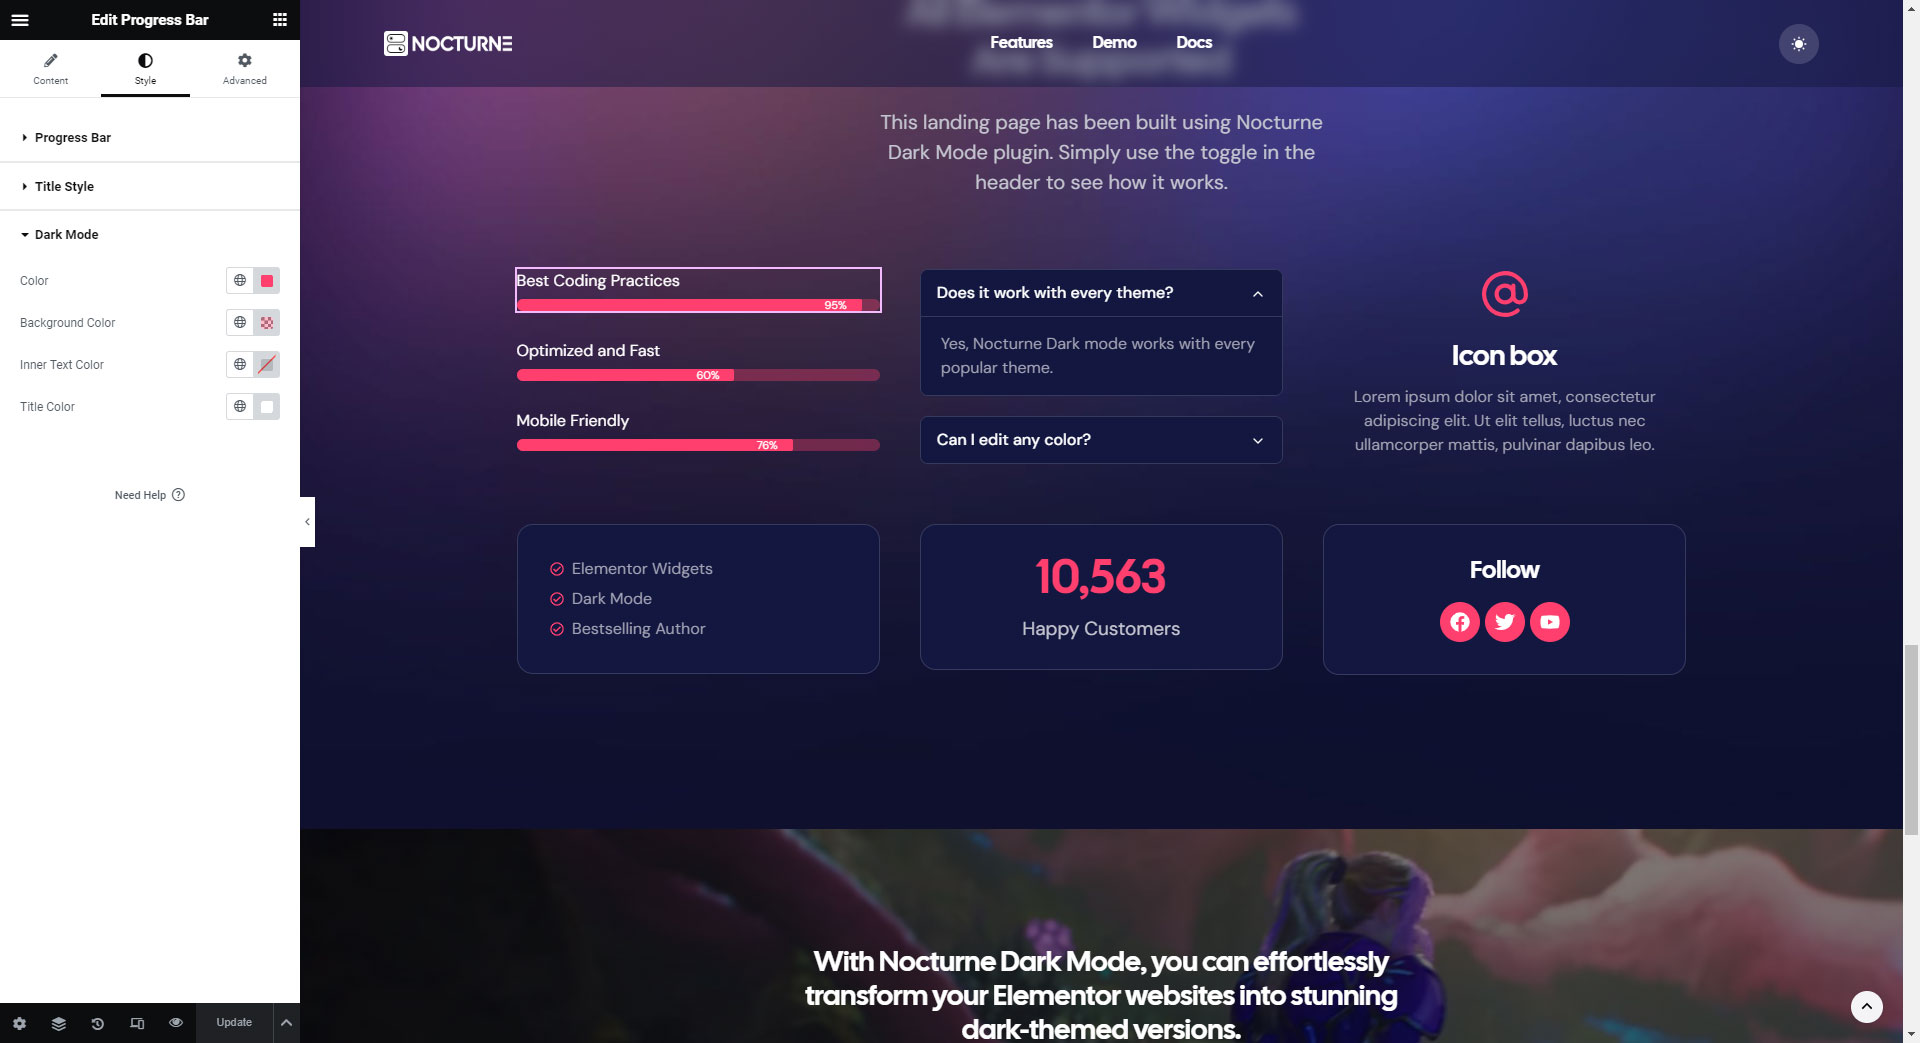 Edit Progress Bar
Content
Style
Advanced
Progress Bar
Title Style
Dark Mode
Color
Background Color
Inner Text Color
Title Color
Need Help
Update
NOCTURNE
Features
Demo
Docs
All Elementor Widgets
Are Supported
This landing page has been built using Nocturne
Dark Mode plugin. Simply use the toggle in the
header to see how it works.
Best Coding Practices
95%
Optimized and Fast
60%
Mobile Friendly
76%
Does it work with every theme?
Yes, Nocturne Dark mode works with every
popular theme.
Can I edit any color?
Icon box
Lorem ipsum dolor sit amet, consectetur
adipiscing elit. Ut elit tellus, luctus nec
ullamcorper mattis, pulvinar dapibus leo.
Elementor Widgets
Dark Mode
Bestselling Author
10,563
Happy Customers
Follow
With Nocturne Dark Mode, you can effortlessly
transform your Elementor websites into stunning
dark-themed versions.